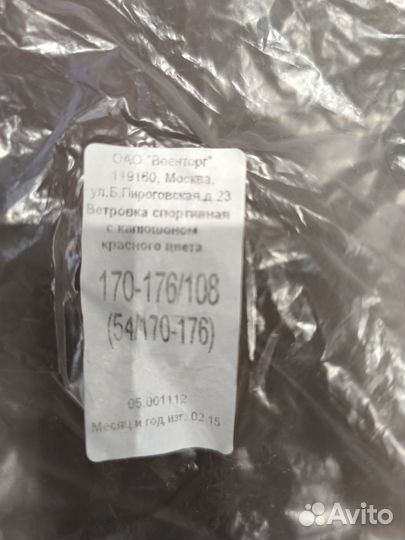 ОАО "Военторг"
119160, Москва,
ул.Б.Пироговская,д.23
Ветровка спортивная
с капюшоном
красного цвета
170-176/108
(54/170-176)
05.001112
Месяц и год изг. 02.15
Avito